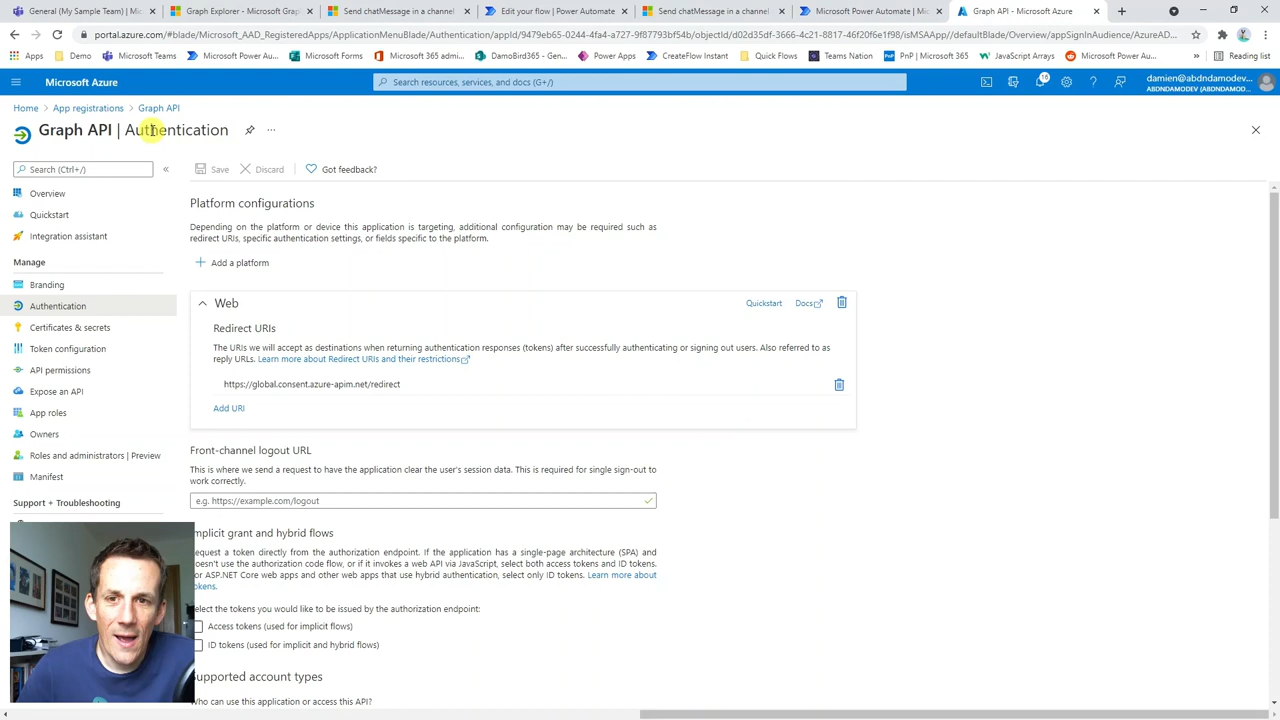 General (My Sample Team) | Mic
Graph Explorer - Microsoft Grap
Send chatMessage in a channel
Edit your flow | Power Automate
Send chatMessage in a channel
Microsoft Power Automate | Mic
Graph API - Microsoft Azure
portal.azure.com/#blade/Microsoft_AAD_RegisteredApps/ApplicationMenuBlade/Authentication/appId/9479eb65-0244-4fa4-a727-9f87793bf54b/objectId/d02d35df-3666-4c21-8817-46f20f6e1f98/isMSAApp//defaultBlade/Overview/appSignInAudience/AzureAD...
Apps
Demo
Microsoft Teams
Microsoft Power Au...
Microsoft 365 admi...
DamoBird365 - Gen...
Power Apps
CreateFlow Instant
Quick Flows
Teams Nation
PnP | Microsoft 365
JavaScript Arrays
Microsoft Power Au...
»
Reading list
Microsoft Azure
Search resources, services, and docs (G+/)
16
damien@abdndamodev...
ABDNDAMODEV (ABDNDAMOD...
Home > App registrations > Graph API
Graph API | Authentication
Search (Ctrl+/)
«
Save
Discard
Got feedback?
Overview
Quickstart
Integration assistant
Manage
Branding
Authentication
Certificates & secrets
Token configuration
API permissions
Expose an API
App roles
Owners
Roles and administrators | Preview
Manifest
Support + Troubleshooting
Platform configurations
Depending on the platform or device this application is targeting, additional configuration may be required such as
redirect URIs, specific authentication settings, or fields specific to the platform.
Add a platform
Web
Quickstart
Docs
Redirect URIs
The URIs we will accept as destinations when returning authentication responses (tokens) after successfully authenticating or signing out users. Also referred to as
reply URLs. Learn more about Redirect URIs and their restrictions
https://global.consent.azure-apim.net/redirect
Add URI
Front-channel logout URL
This is where we send a request to have the application clear the user's session data. This is required for single sign-out to
work correctly.
e.g. https://example.com/logout
mplicit grant and hybrid flows
equest a token directly from the authorization endpoint. If the application has a single-page architecture (SPA) and
oesn't use the authorization code flow, or if it invokes a web API via JavaScript, select both access tokens and ID tokens.
or ASP.NET Core web apps and other web apps that use hybrid authentication, select only ID tokens. Learn more about
okens.
elect the tokens you would like to be issued by the authorization endpoint:
Access tokens (used for implicit flows)
ID tokens (used for implicit and hybrid flows)
upported account types
Who can use this application or access this API?